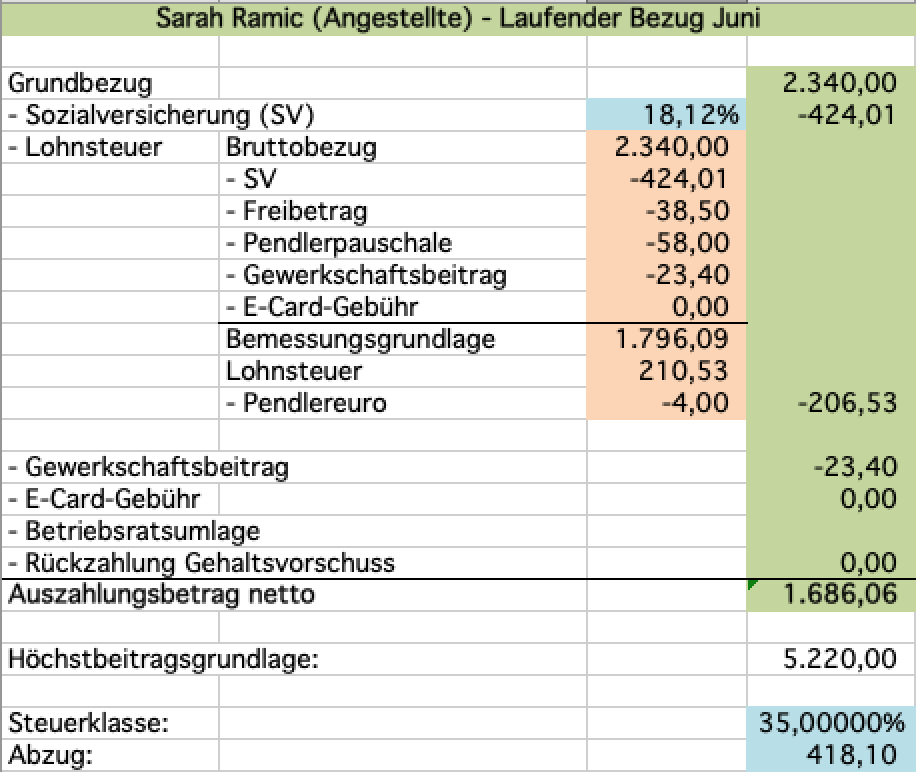 Sarah Ramic (Angestellte) - Laufender Bezug Juni
Grundbezug 2.340,00
- Sozialversicherung (SV) 18,12% -424,01
- Lohnsteuer Bruttobezug 2.340,00
- SV -424,01
- Freibetrag -38,50
- Pendlerpauschale -58,00
- Gewerkschaftsbeitrag -23,40
- E-Card-Gebühr 0,00
Bemessungsgrundlage 1.796,09
Lohnsteuer 210,53
- Pendlereuro -4,00 -206,53
- Gewerkschaftsbeitrag -23,40
- E-Card-Gebühr 0,00
- Betriebsratsumlage
- Rückzahlung Gehaltsvorschuss 0,00
Auszahlungsbetrag netto 1.686,06
Höchstbeitragsgrundlage: 5.220,00
Steuerklasse: 35,00000%
Abzug: 418,10